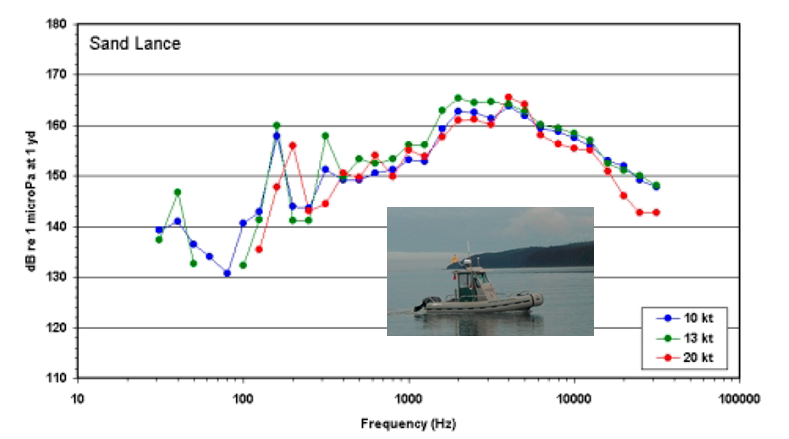 Sand Lance
dB re 1 microPa at 1 yd
180
170
160
150
140
130
120
110
10
100
1000
10000
100000
Frequency (Hz)
10 kt
13 kt
20 kt